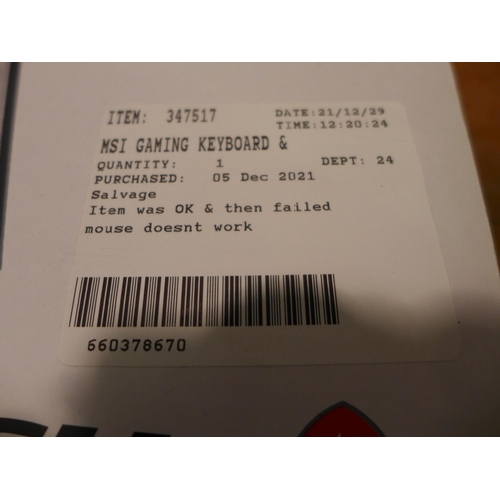 ITEM: 347517 DATE:21/12/29
TIME:12:20:24
MSI GAMING KEYBOARD &
QUANTITY: 1 DEPT: 24
PURCHASED: 05 Dec 2021
Salvage
Item was OK & then failed
mouse doesnt work
660378670